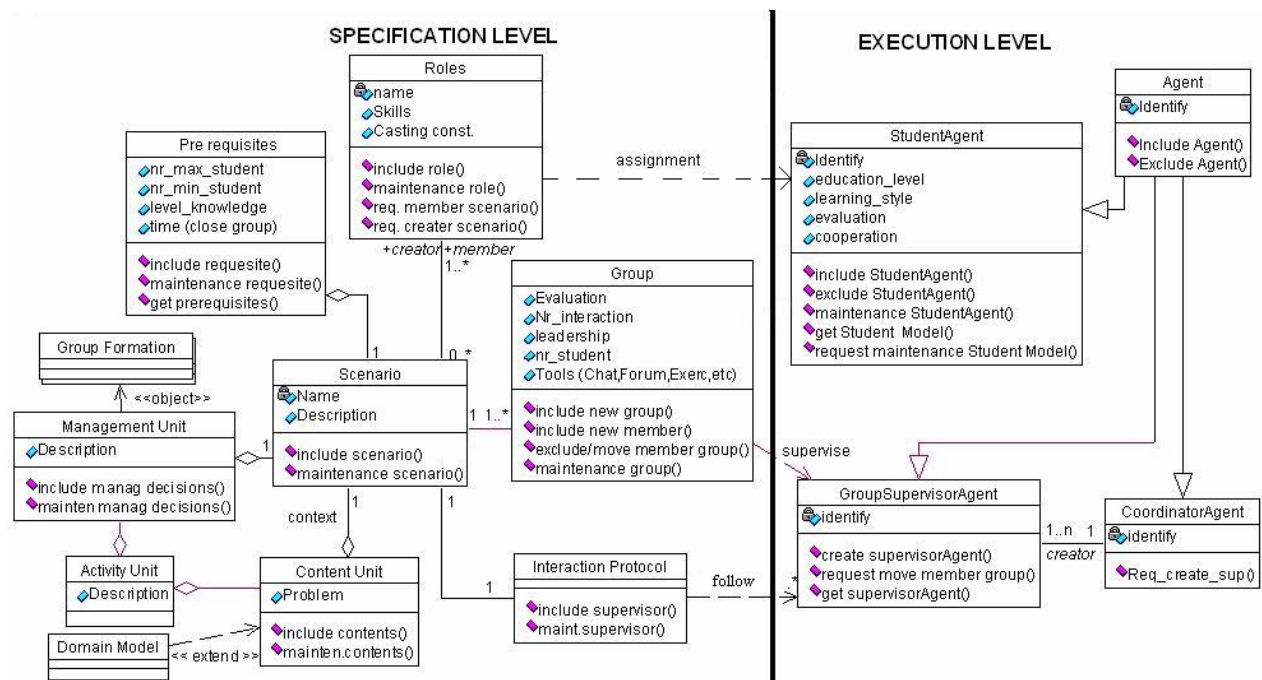 SPECIFICATION LEVEL
EXECUTION LEVEL
Roles
name
Skills
Casting const.
include role()
maintenance role()
req. member scenario()
req. creater scenario()
+creator +member
1..*
0..*
assignment
Agent
Identify
Include Agent()
Exclude Agent()
StudentAgent
Identify
education_level
learning_style
evaluation
cooperation
include StudentAgent()
exclude StudentAgent()
maintenance StudentAgent()
get Student Model()
request maintenance Student Model()
Pre requisites
nr_max_student
nr_min_student
level_knowledge
time (close group)
include requesite()
maintenance requesite()
get prerequisites()
1
Group
Evaluation
Nr_interaction
leadership
nr_student
Tools (Chat,Forum,Exerc,etc)
include new group()
include new member()
exclude/move member group()
maintenance group()
supervise
Group Formation
<<object>>
Scenario
Name
Description
include scenario()
maintenance scenario()
1 1..*
Management Unit
Description
include manag decisions()
mainten manag decisions()
1
1
1
context
GroupSupervisorAgent
identify
create supervisorAgent()
request move member group()
get supervisorAgent()
1..n 1
creator
CoordinatorAgent
identify
Req_create_sup()
Activity Unit
Description
Content Unit
Problem
include contents()
mainten.contents()
Interaction Protocol
include supervisor()
maint.supervisor()
1
follow
..*
Domain Model
<< extend >>